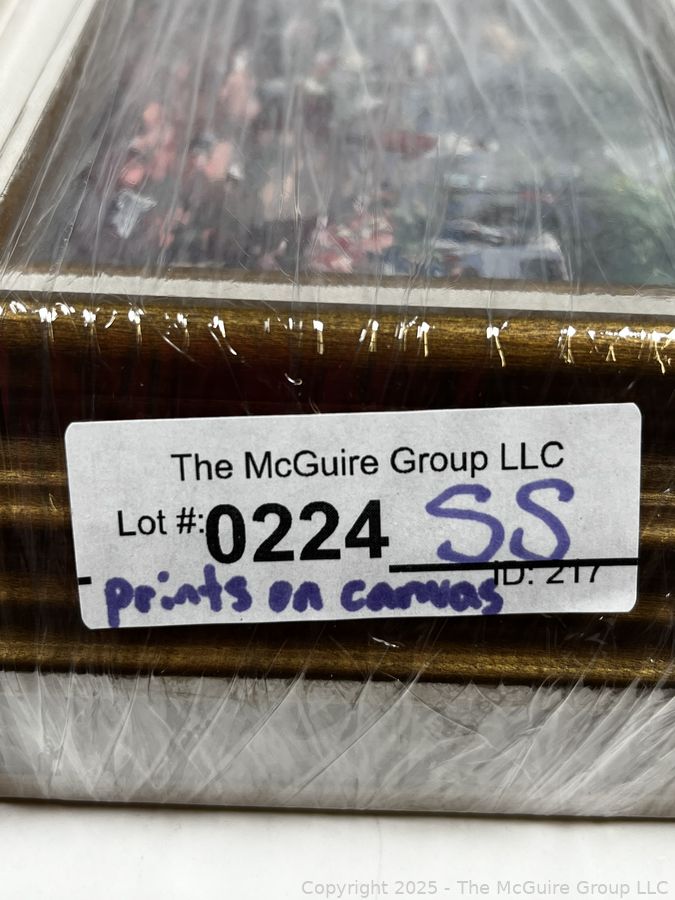 The McGuire Group LLC
Lot #: 0224 SS
ID: 217
prints on canvas
Copyright 2025 - The McGuire Group LLC